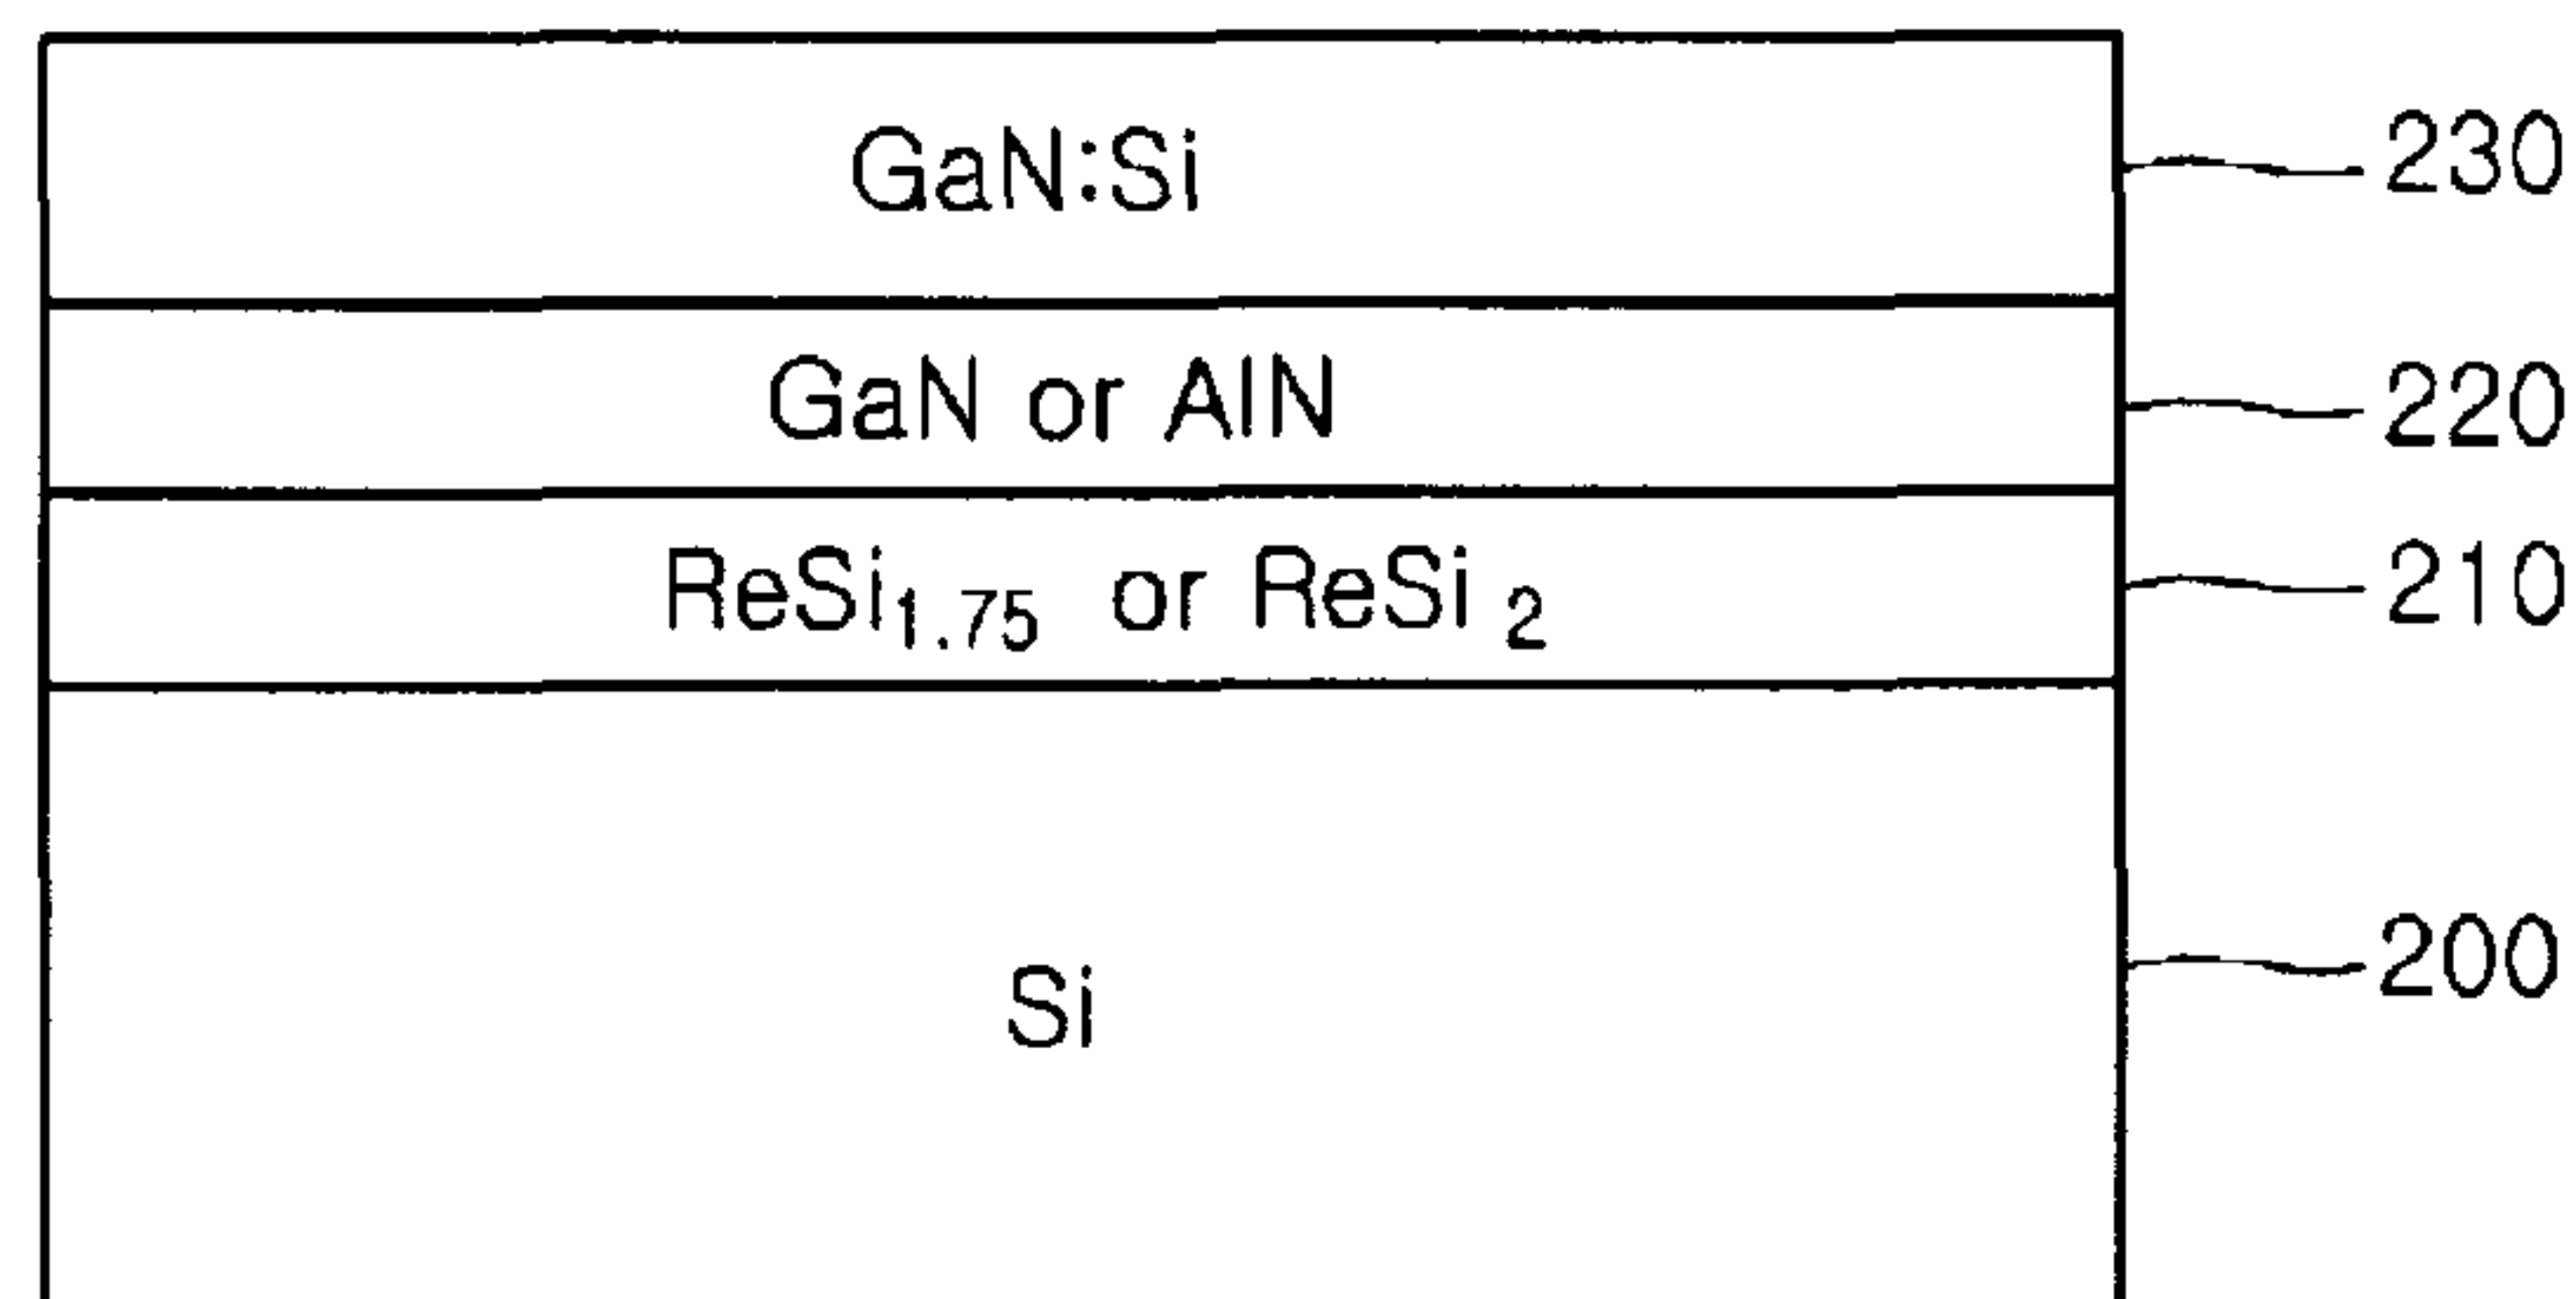 GaN:Si 230
GaN or AlN 220
ReSi1.75 or ReSi2 210
Si 200